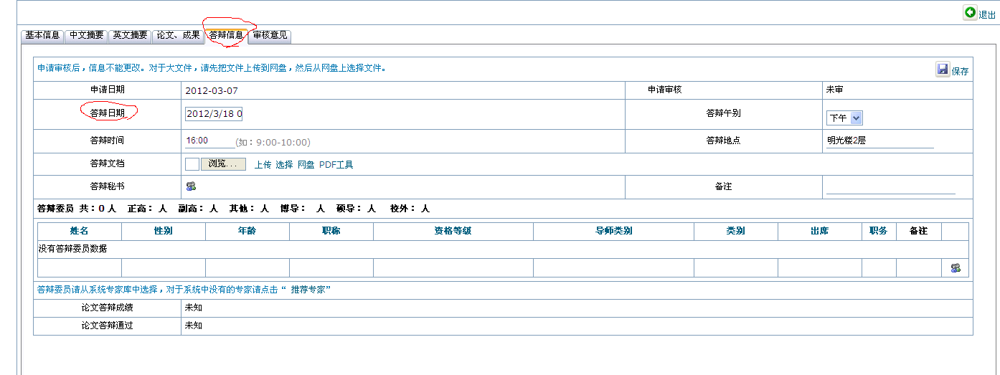 退出
基本信息 中文摘要 英文摘要 论文、成果 答辩信息 审核意见
申请审核后，信息不能更改。对于大文件，请先把文件上传到网盘，然后从网盘上选择文件。 保存
申请日期 2012-03-07 申请审核 未审
答辩日期 2012/3/18 0 答辩午别 下午
答辩时间 16:00 (如：9:00-10:00) 答辩地点 明光楼2层
答辩文档 浏览... 上传 选择 网盘 PDF工具
答辩秘书 备注
答辩委员 共：0 人 正高： 人 副高： 人 其他： 人 博导： 人 硕导： 人 校外： 人
姓名 性别 年龄 职称 资格等级 导师类别 类别 出席 职务 备注
没有答辩委员数据
答辩委员请从系统专家库中选择，对于系统中没有的专家请点击“ 推荐专家”
论文答辩成绩 未知
论文答辩通过 未知